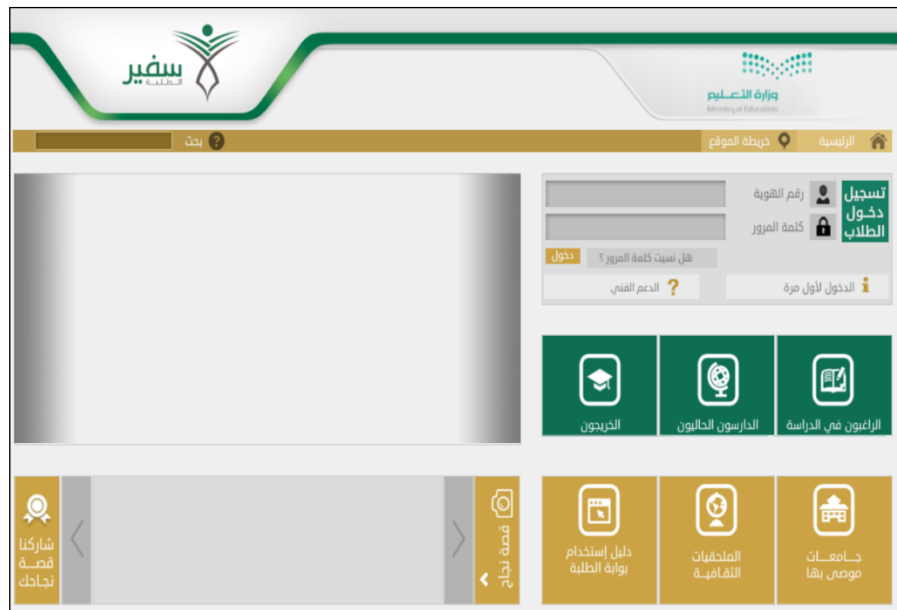 سفير
الطلبة
وزارة التعليم
Ministry of Education
الرئيسية
خريطة الموقع
بحث
تسجيل
دخول
الطلاب
رقم الهوية
كلمة المرور
هل نسيت كلمة المرور ؟
دخول
الدخول لأول مرة
الدعم الفني
الراغبون في الدراسة
الدارسون الحاليون
الخريجون
جامعات
موصى بها
الملحقيات
الثقافية
دليل إستخدام
بوابة الطلبة
قصة نجاح
شاركنا
قصة
نجاحك